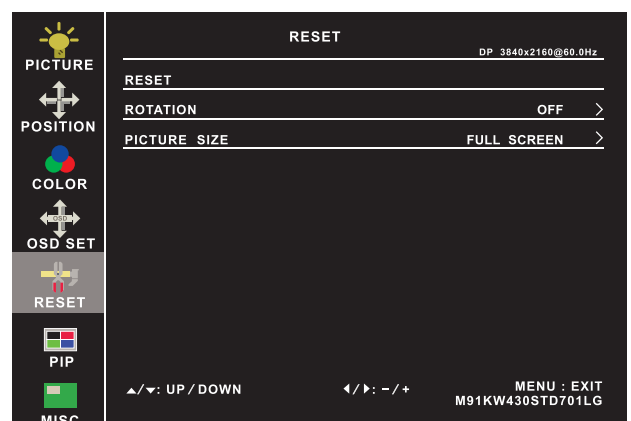 PICTURE
POSITION
COLOR
OSD
OSD SET
RESET
PIP
MISC
RESET
DP 3840x2160@60.0Hz
RESET
ROTATION OFF >
PICTURE SIZE FULL SCREEN >
▲/▼: UP / DOWN ◀/▶: − / + MENU : EXIT
M91KW430STD701LG